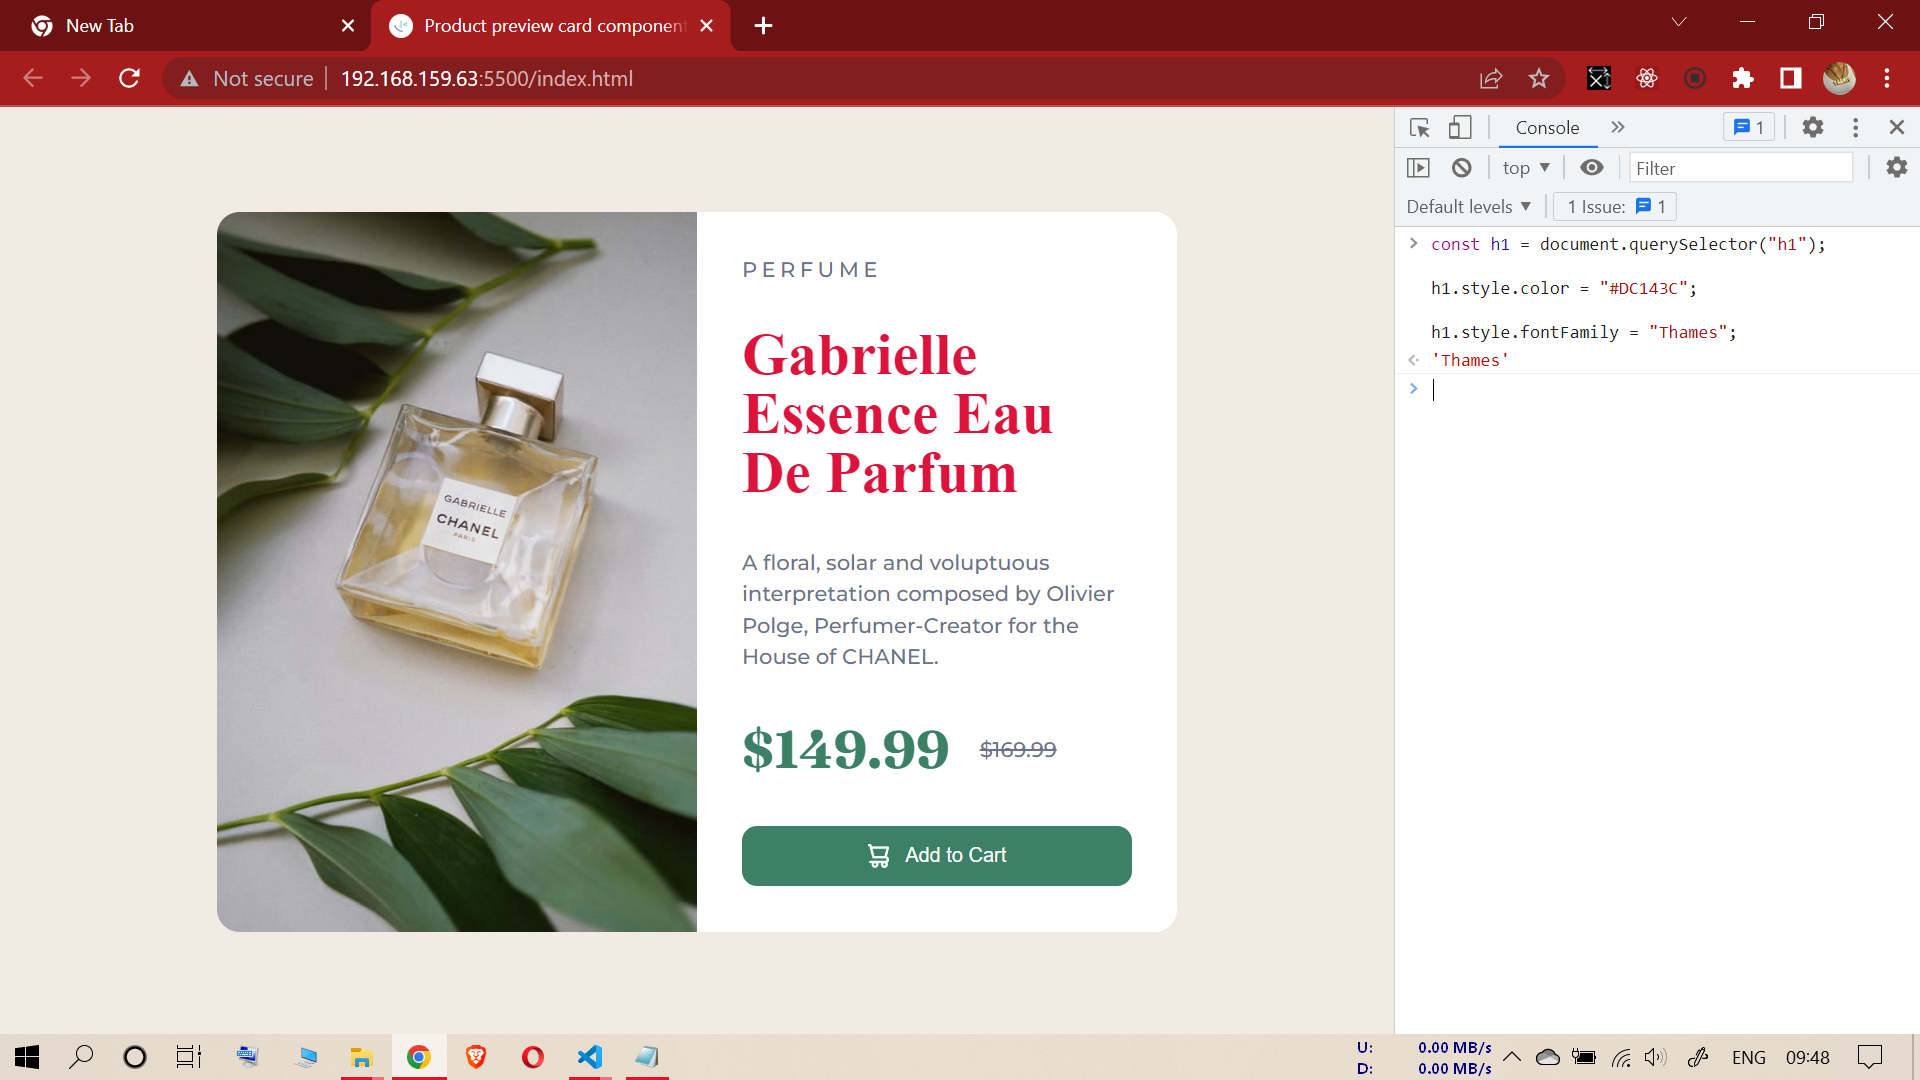 New Tab
Product preview card componen
Not secure
192.168.159.63:5500/index.html
PERFUME
Gabrielle
Essence Eau
De Parfum
A floral, solar and voluptuous
interpretation composed by Olivier
Polge, Perfumer-Creator for the
House of CHANEL.
$149.99 $169.99
Add to Cart
GABRIELLE
CHANEL
PARIS
Console
1
top
Filter
Default levels
1 Issue: 1
const h1 = document.querySelector("h1");
h1.style.color = "#DC143C";
h1.style.fontFamily = "Thames";
'Thames'
U: 0.00 MB/s
D: 0.00 MB/s
ENG
09:48